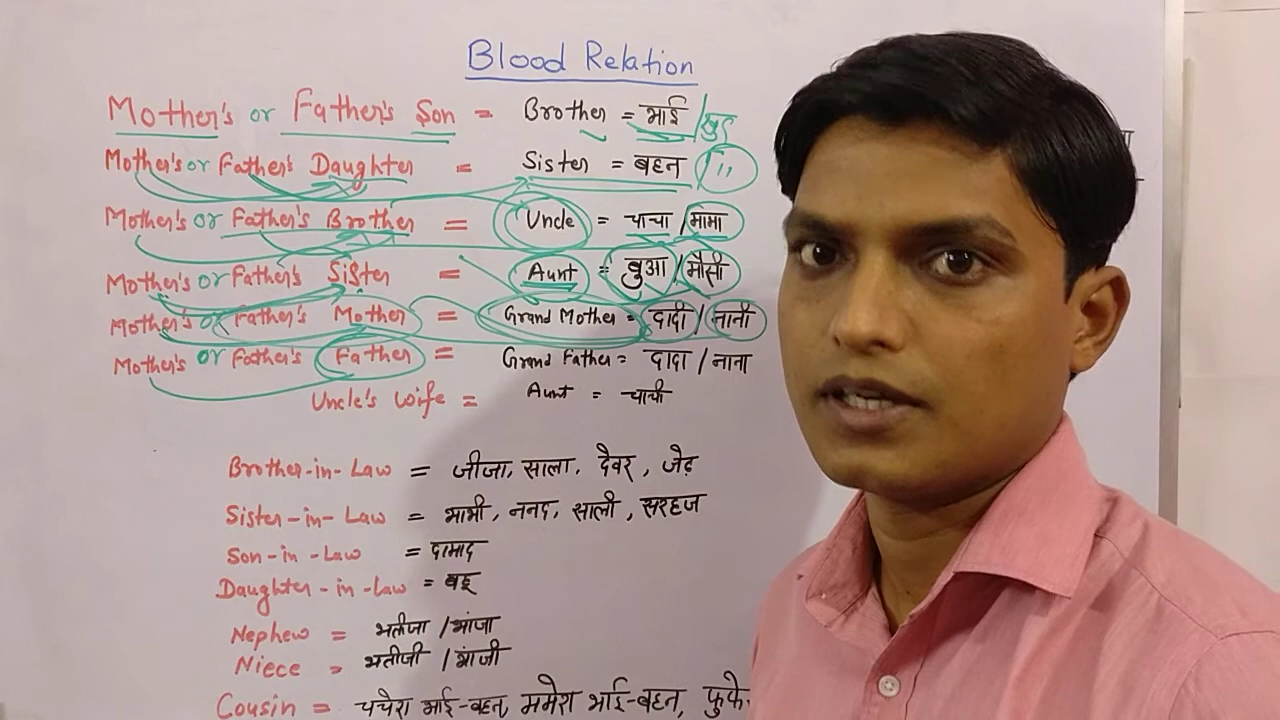 Blood Relation
Mother's or Father's Son = Brother = भाई / खुद
Mother's or Father's Daughter = Sister = बहन / "
Mother's or Father's Brother = Uncle = चाचा / मामा
Mother's or Father's Sister = Aunt = बुआ / मौसी
Mother's or Father's Mother = Grand Mother = दादी / नानी
Mother's or Father's Father = Grand Father = दादा / नाना
Uncle's Wife = Aunt = चाची
Brother-in-Law = जीजा, साला, देवर, जेठ
Sister-in-Law = भाभी, ननद, साली, सरहज
Son-in-Law = दामाद
Daughter-in-law = बहू
Nephew = भतीजा / भांजा
Niece = भतीजी / भांजी
Cousin = चचेरा भाई-बहन, ममेरा भाई-बहन, फुफे